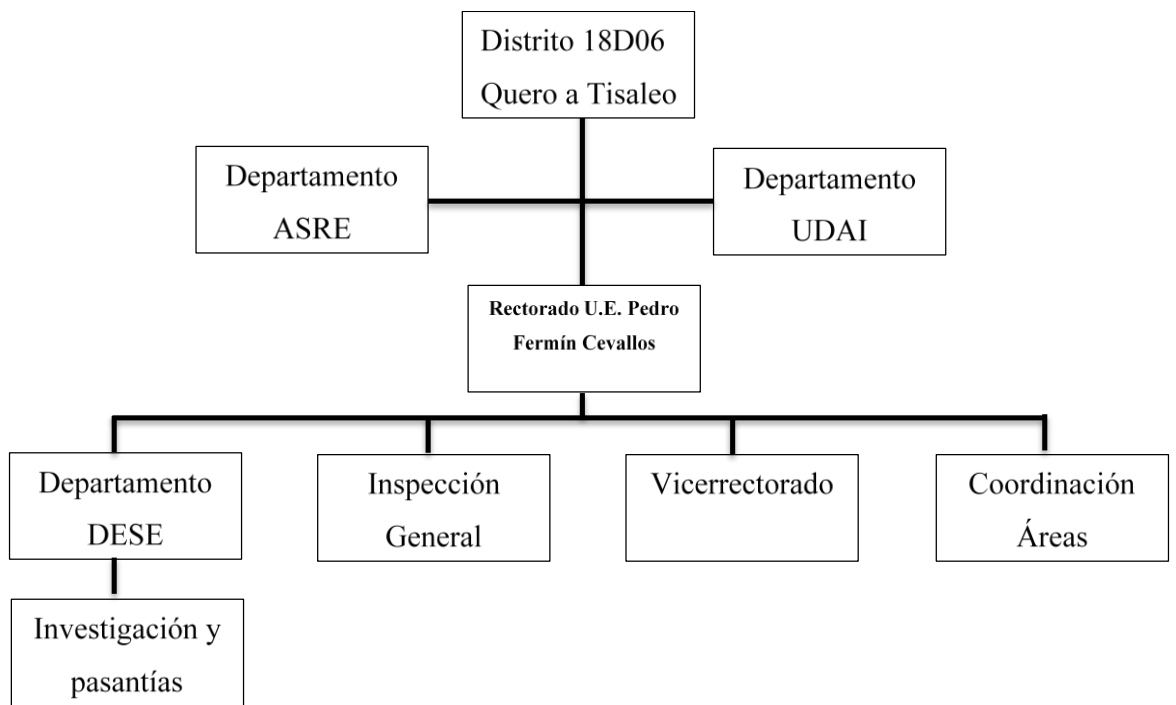 Distrito 18D06
Quero a Tisaleo
Departamento
ASRE
Departamento
UDAI
Rectorado U.E. Pedro
Fermín Cevallos
Departamento
DESE
Inspección
General
Vicerrectorado
Coordinación
Áreas
Investigación y
pasantías